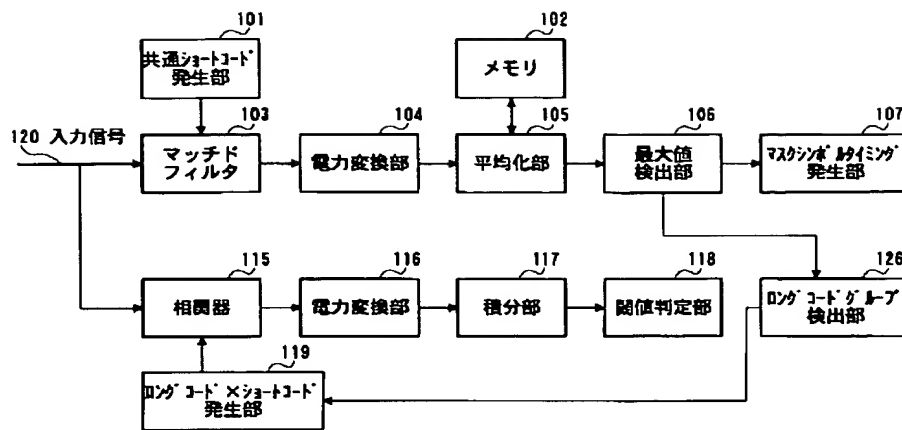 101
102
共通ショートコード
発生部
メモリ
120 入力信号
103
104
105
106
107
マッチド
フィルタ
電力変換部
平均化部
最大値
検出部
マスクシンボルタイミング
発生部
115
116
117
118
126
相関器
電力変換部
積分部
閾値判定部
ロングコードグループ
検出部
119
ロングコード×ショートコード
発生部